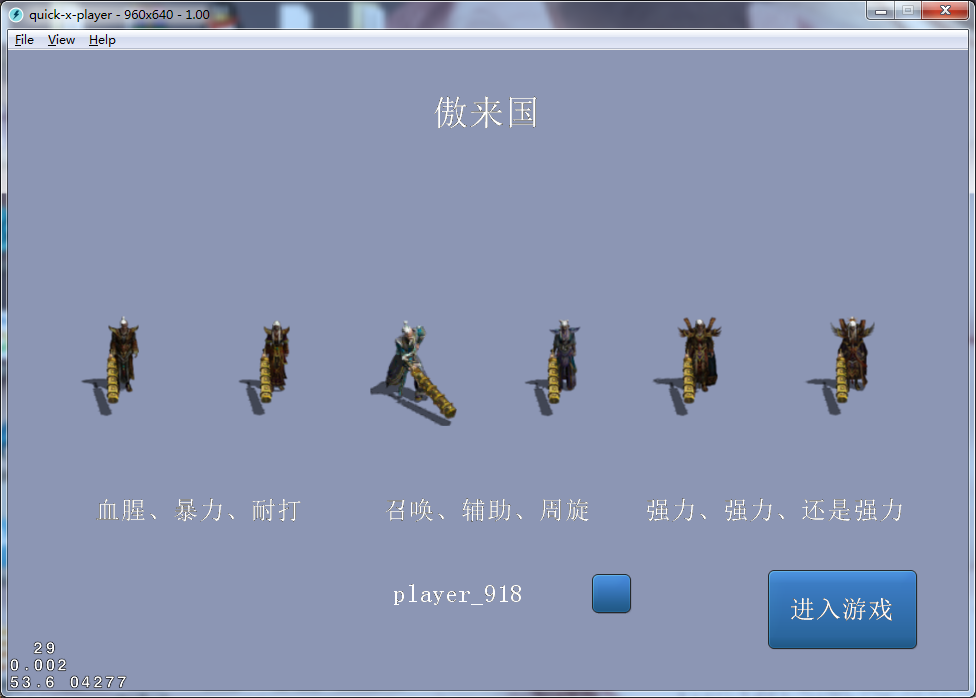 quick-x-player - 960x640 - 1.00
File View Help
傲来国
血腥、暴力、耐打 召唤、辅助、周旋 强力、强力、还是强力
player_918
进入游戏
29
0.002
53.6 04277